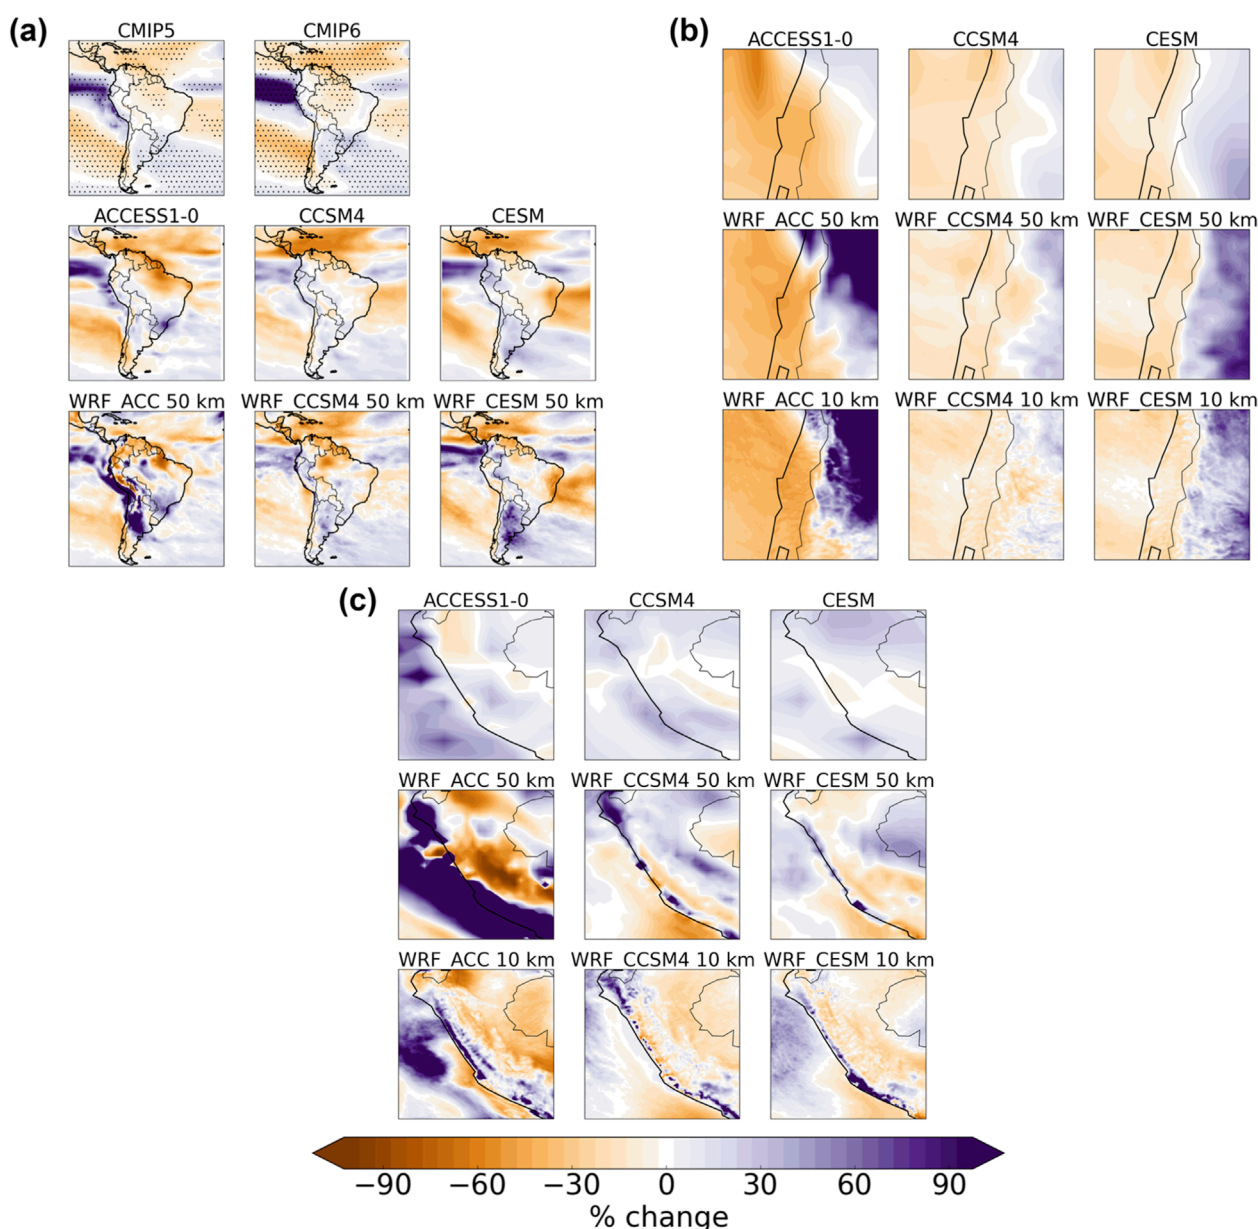 (a)
CMIP5 CMIP6
ACCESS1-0 CCSM4 CESM
WRF_ACC 50 km WRF_CCSM4 50 km WRF_CESM 50 km
(b)
ACCESS1-0 CCSM4 CESM
WRF_ACC 50 km WRF_CCSM4 50 km WRF_CESM 50 km
WRF_ACC 10 km WRF_CCSM4 10 km WRF_CESM 10 km
(c)
ACCESS1-0 CCSM4 CESM
WRF_ACC 50 km WRF_CCSM4 50 km WRF_CESM 50 km
WRF_ACC 10 km WRF_CCSM4 10 km WRF_CESM 10 km
−90 −60 −30 0 30 60 90
% change